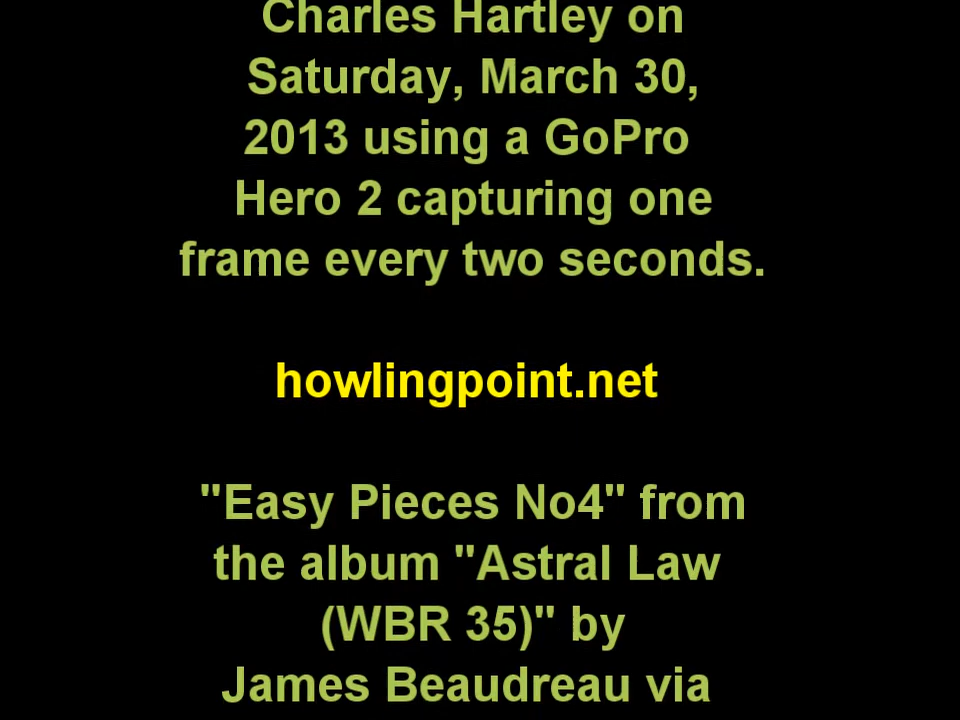 Charles Hartley on
Saturday, March 30,
2013 using a GoPro
Hero 2 capturing one
frame every two seconds.
howlingpoint.net
"Easy Pieces No4" from
the album "Astral Law
(WBR 35)" by
James Beaudreau via